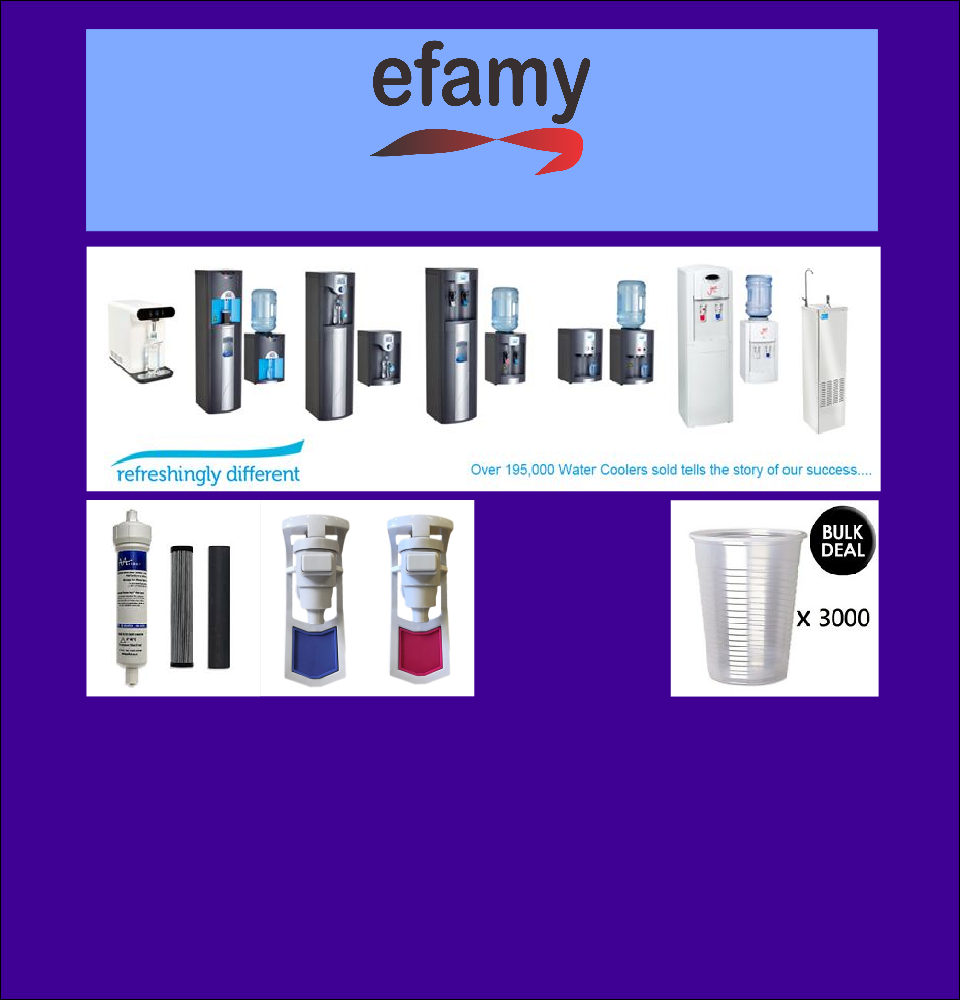 efamy
refreshingly different
Over 195,000 Water Coolers sold tells the story of our success....
BULK
DEAL
x 3000